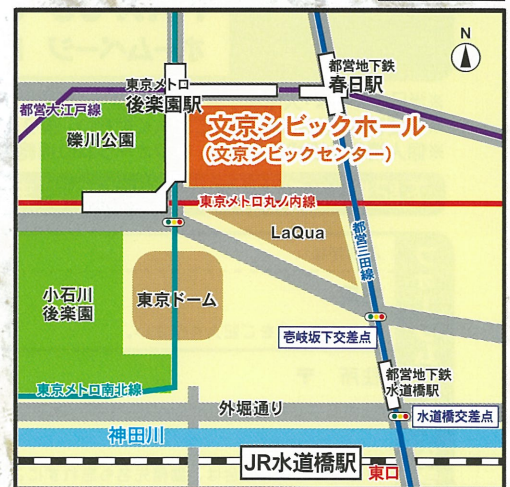 N
都営地下鉄
春日駅
東京メトロ
後楽園駅
都営大江戸線
礫川公園
文京シビックホール
(文京シビックセンター)
東京メトロ丸ノ内線
LaQua
都営三田線
小石川
後楽園
東京ドーム
壱岐坂下交差点
都営地下鉄
水道橋駅
東京メトロ南北線
外堀通り
水道橋交差点
神田川
JR水道橋駅
東口